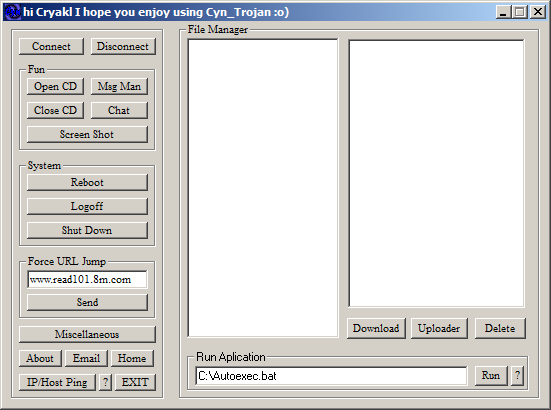 hi Cryakl I hope you enjoy using Cyn_Trojan :o)
Connect Disconnect
Fun
Open CD Msg Man
Close CD Chat
Screen Shot
System
Reboot
Logoff
Shut Down
Force URL Jump
www.read101.8m.com
Send
Miscellaneous
About Email Home
IP/Host Ping ? EXIT
File Manager
Download Uploader Delete
Run Aplication
C:\Autoexec.bat Run ?